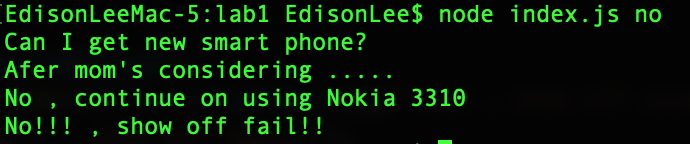 [EdisonLeeMac-5:lab1 EdisonLee$ node index.js no
Can I get new smart phone?
Afer mom's considering .....
No , continue on using Nokia 3310
No!!! , show off fail!!